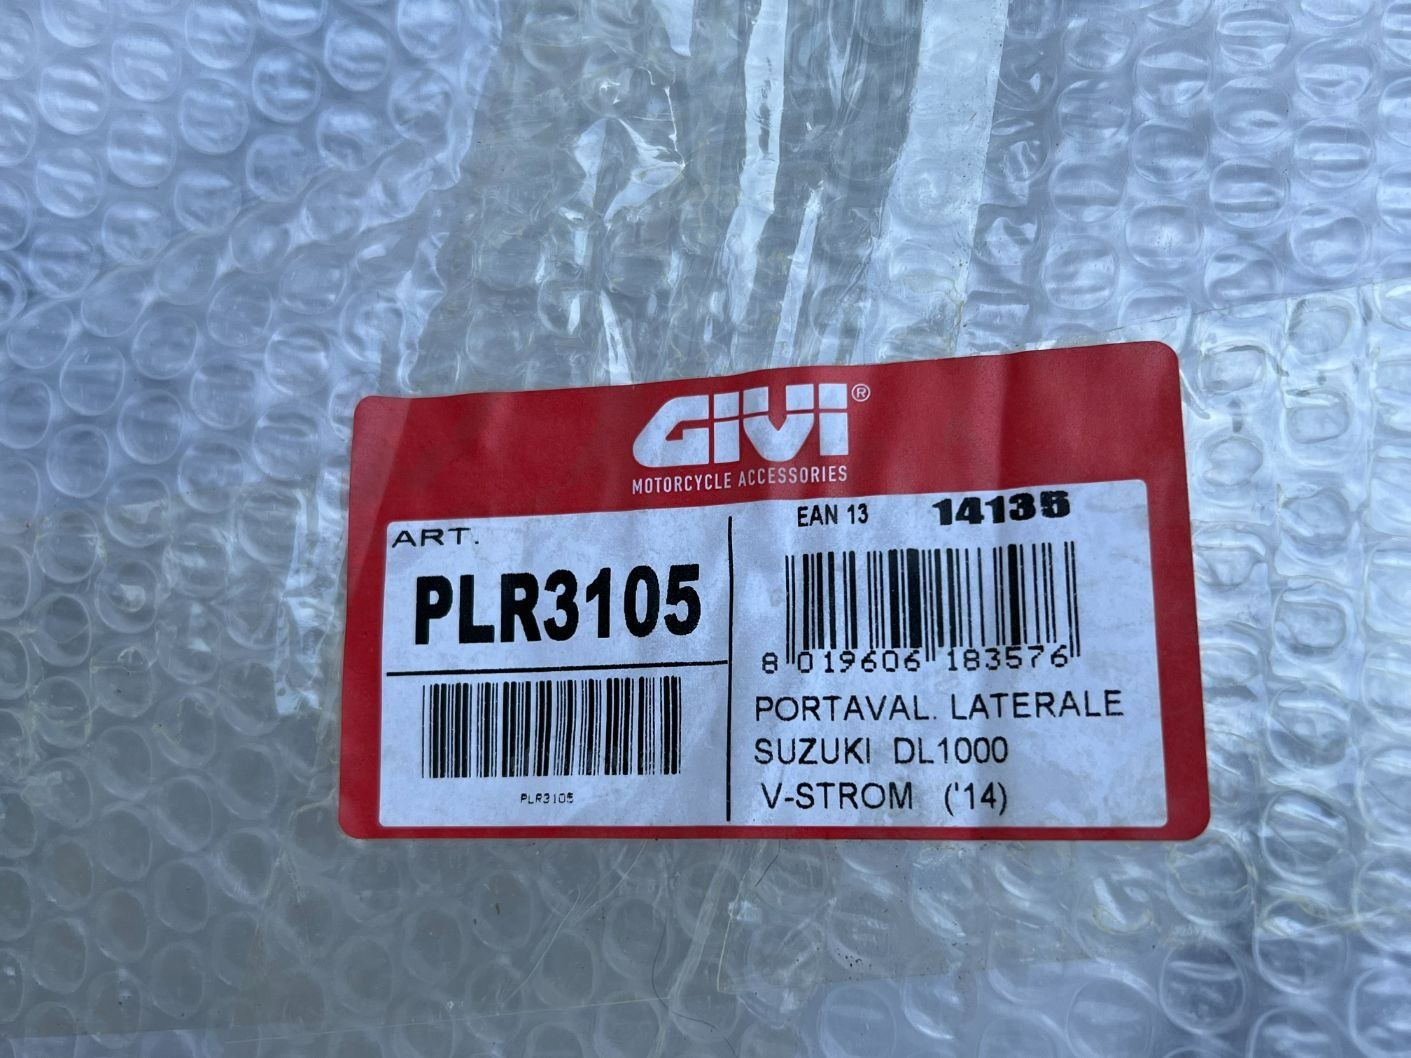 GIVI®
MOTORCYCLE ACCESSORIES
ART.
PLR3105
PLR3105
EAN 13 14135
8 019606 183576
PORTAVAL. LATERALE
SUZUKI DL1000
V-STROM ('14)